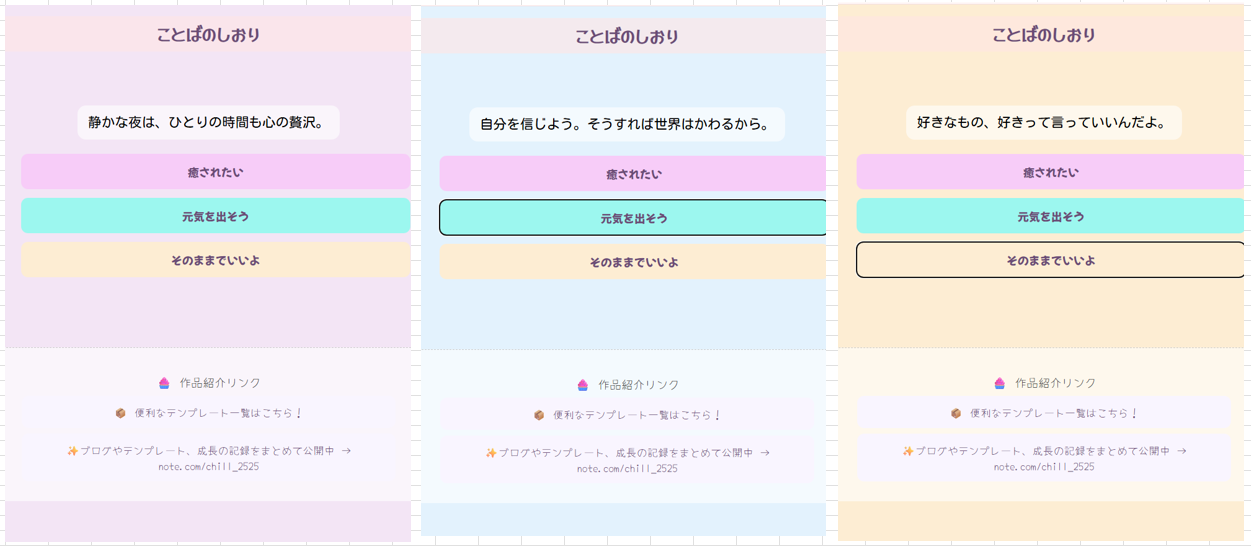 ことばのしおり
静かな夜は、ひとりの時間も心の贅沢。
癒されたい
元気を出そう
そのままでいいよ
作品紹介リンク
便利なテンプレート一覧はこちら！
ブログやテンプレート、成長の記録をまとめて公開中 →
note.com/chill_2525
ことばのしおり
自分を信じよう。そうすれば世界はかわるから。
癒されたい
元気を出そう
そのままでいいよ
作品紹介リンク
便利なテンプレート一覧はこちら！
✨ブログやテンプレート、成長の記録をまとめて公開中 →
note.com/chill_2525
ことばのしおり
好きなもの、好きって言っていいんだよ。
癒されたい
元気を出そう
そのままでいいよ
作品紹介リンク
便利なテンプレート一覧はこちら！
✨ブログやテンプレート、成長の記録をまとめて公開中 →
note.com/chill_2525